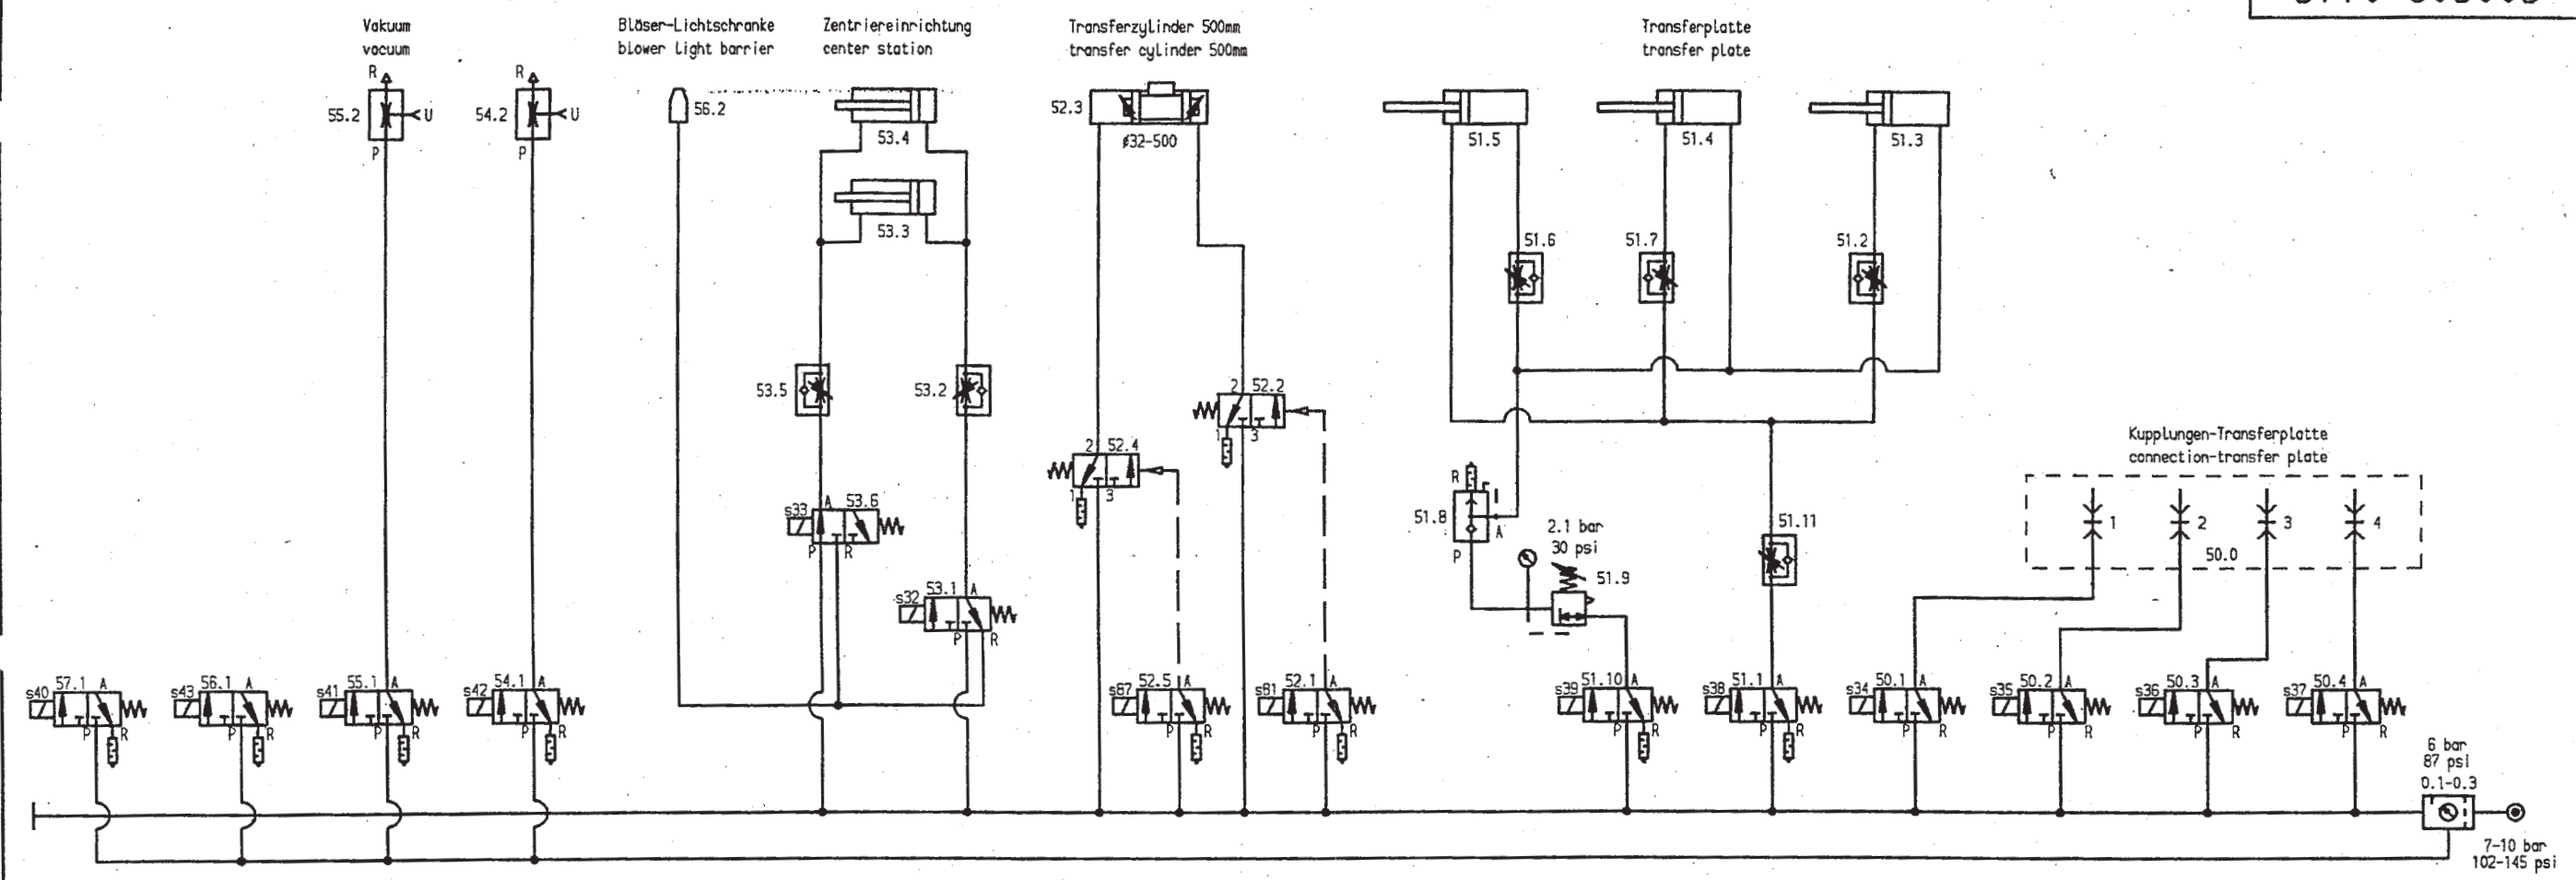 Vakuum
vacuum
Bläser-Lichtschranke
blower light barrier
Zentriereinrichtung
center station
Transferzylinder 500mm
transfer cylinder 500mm
Transferplatte
transfer plate
R
55.2
U
P
R
54.2
U
P
56.2
53.4
53.3
52.3
ø32-500
51.5
51.4
51.3
51.6
51.7
51.2
53.5
53.2
2
52.2
1
3
2
52.4
1
3
Kupplungen-Transferplatte
connection-transfer plate
1
2
3
4
50.0
s33
A
53.6
P
R
s32
53.1
A
P
R
R
51.8
A
P
2.1 bar
30 psi
51.9
51.11
s40
57.1
A
P
R
s43
56.1
A
P
R
s41
55.1
A
P
R
s42
54.1
A
P
R
s67
52.5
A
P
R
s61
52.1
A
P
R
s39
51.10
A
P
R
s38
51.1
A
P
R
s34
50.1
A
P
R
s35
50.2
A
P
R
s36
50.3
A
P
R
s37
50.4
A
P
R
6 bar
87 psi
0.1-0.3
7-10 bar
102-145 psi